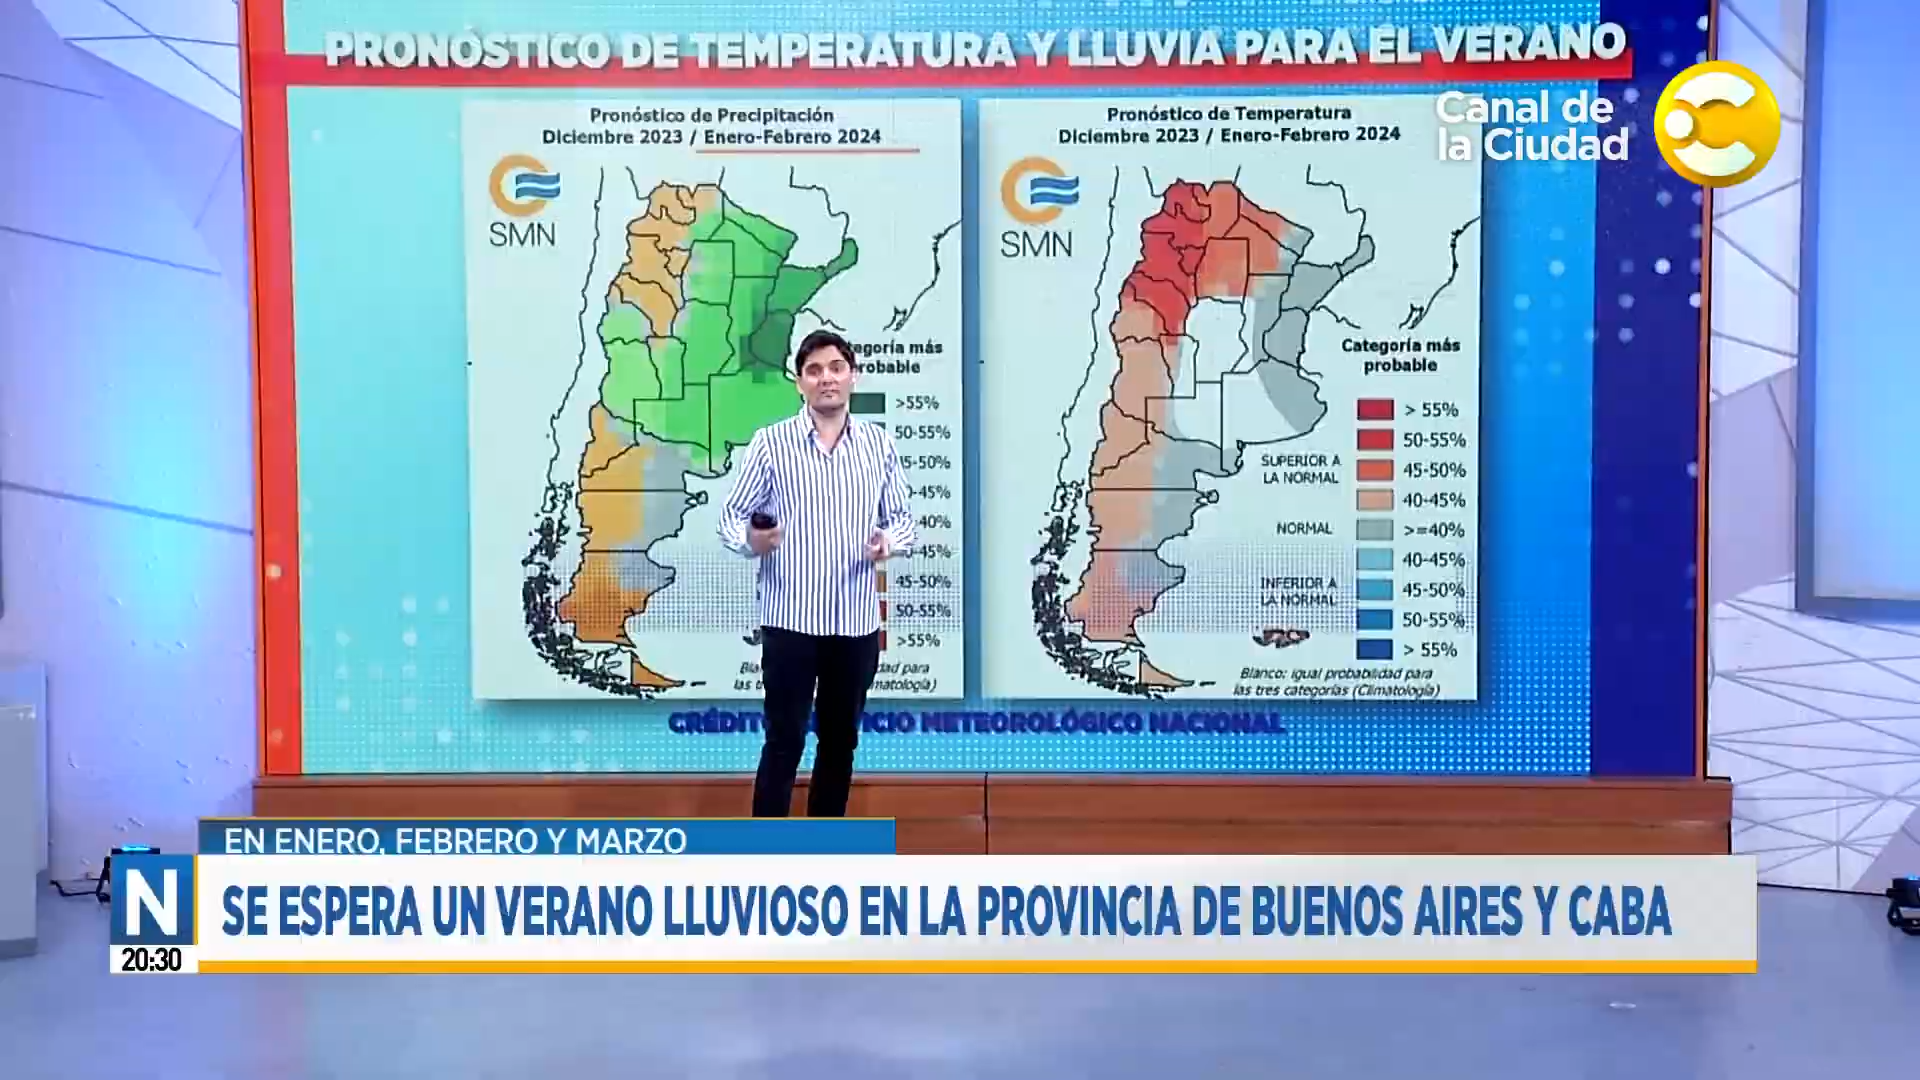 PRONÓSTICO DE TEMPERATURA Y LLUVIA PARA EL VERANO
Canal de
la Ciudad
Pronóstico de Precipitación
Diciembre 2023 / Enero-Febrero 2024
SMN
más
>55%
50-55%
>55%
45-50%
50-55%
Pronóstico de Temperatura
Diciembre 2023 / Enero-Febrero 2024
SMN
Categoría más
probable
> 55%
50-55%
SUPERIOR A
LA NORMAL
45-50%
40-45%
NORMAL
>=40%
40-45%
INFERIOR A
LA NORMAL
45-50%
50-55%
> 55%
Blanco: igual probabilidad para
las tres categorías (Climatología)
METEOROLÓGICO NACIONAL
EN ENERO, FEBRERO Y MARZO
N
SE ESPERA UN VERANO LLUVIOSO EN LA PROVINCIA DE BUENOS AIRES Y CABA
20:30